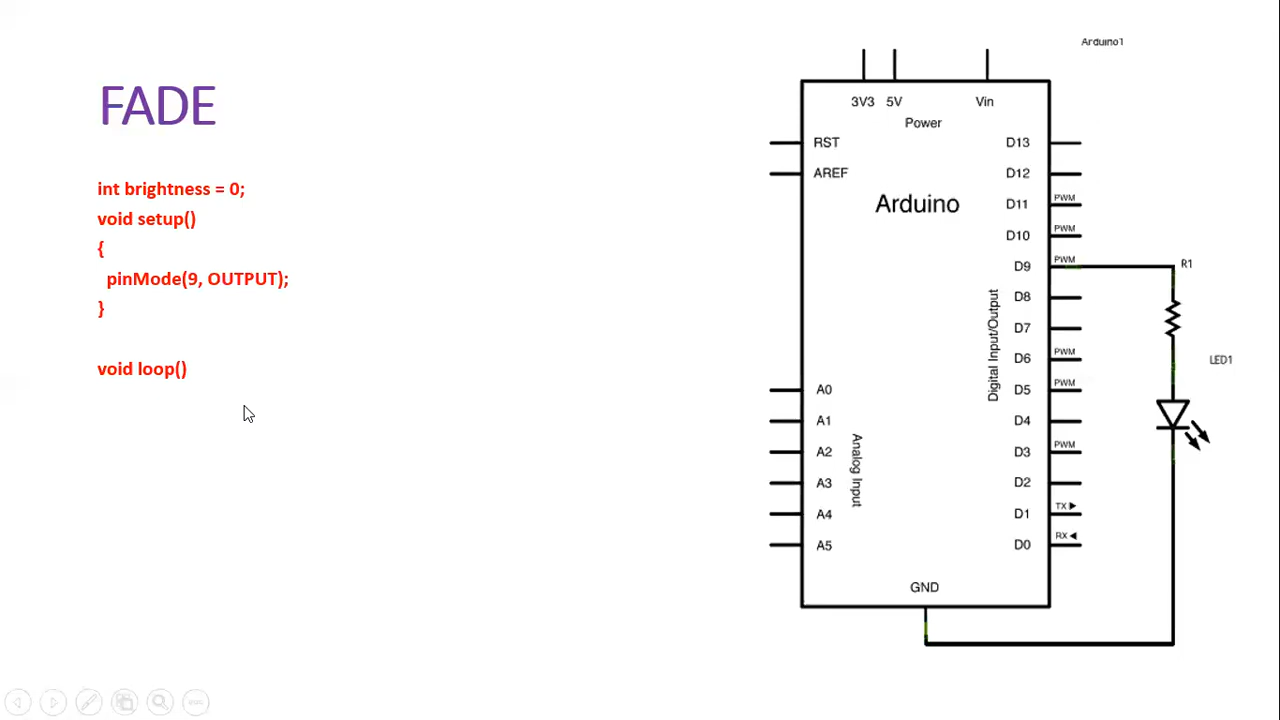 FADE
int brightness = 0;
void setup()
{
pinMode(9, OUTPUT);
}
void loop()
Arduino1
3V3 5V Vin
Power
RST
AREF
Arduino
A0
A1
A2
A3
A4
A5
Analog Input
D13
D12
D11 PWM
D10 PWM
D9 PWM
D8
D7
D6 PWM
D5 PWM
D4
D3 PWM
D2
D1 TX
D0 RX
Digital Input/Output
GND
R1
LED1